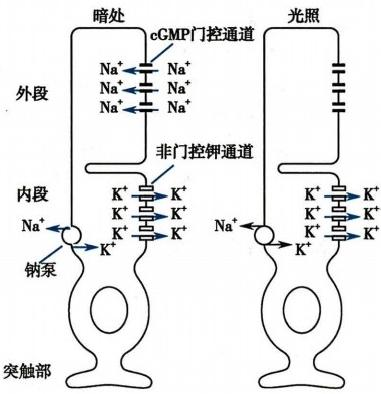 暗处
光照
cGMP门控通道
Na⁺ Na⁺
Na⁺ Na⁺
Na⁺ Na⁺
外段
非门控钾通道
内段
K⁺ K⁺
K⁺ K⁺
K⁺ K⁺
Na⁺
K⁺
钠泵
K⁺ K⁺
K⁺ K⁺
K⁺ K⁺
Na⁺
K⁺
突触部